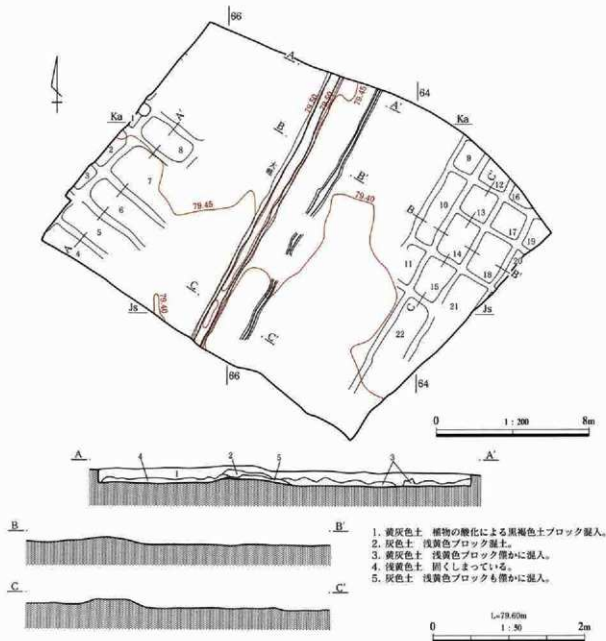 66
A
64
79.50
79.50
79.45
A'
Ka
Ka
1
A'
B
2
8
9
C'
12
16
3
7
大畦
B'
10
13
17
79.45
79.40
B
19
6
5
14
20
A
4
11
18
B'
C
15
21
C
Js
79.40
Js
22
C'
66
64
0
1 : 200
8m
A
4
1
2
5
3
A'
B
B'
C
C'
1. 黄灰色土 植物の酸化による黒褐色土ブロック混入。
2. 灰色土 浅黄色ブロック混土。
3. 黄灰色土 浅黄色ブロック僅かに混入。
4. 浅黄色土 固くしまっている。
5. 灰色土 浅黄色ブロックも僅かに混入。
L=79.60m
0
1 : 50
2m